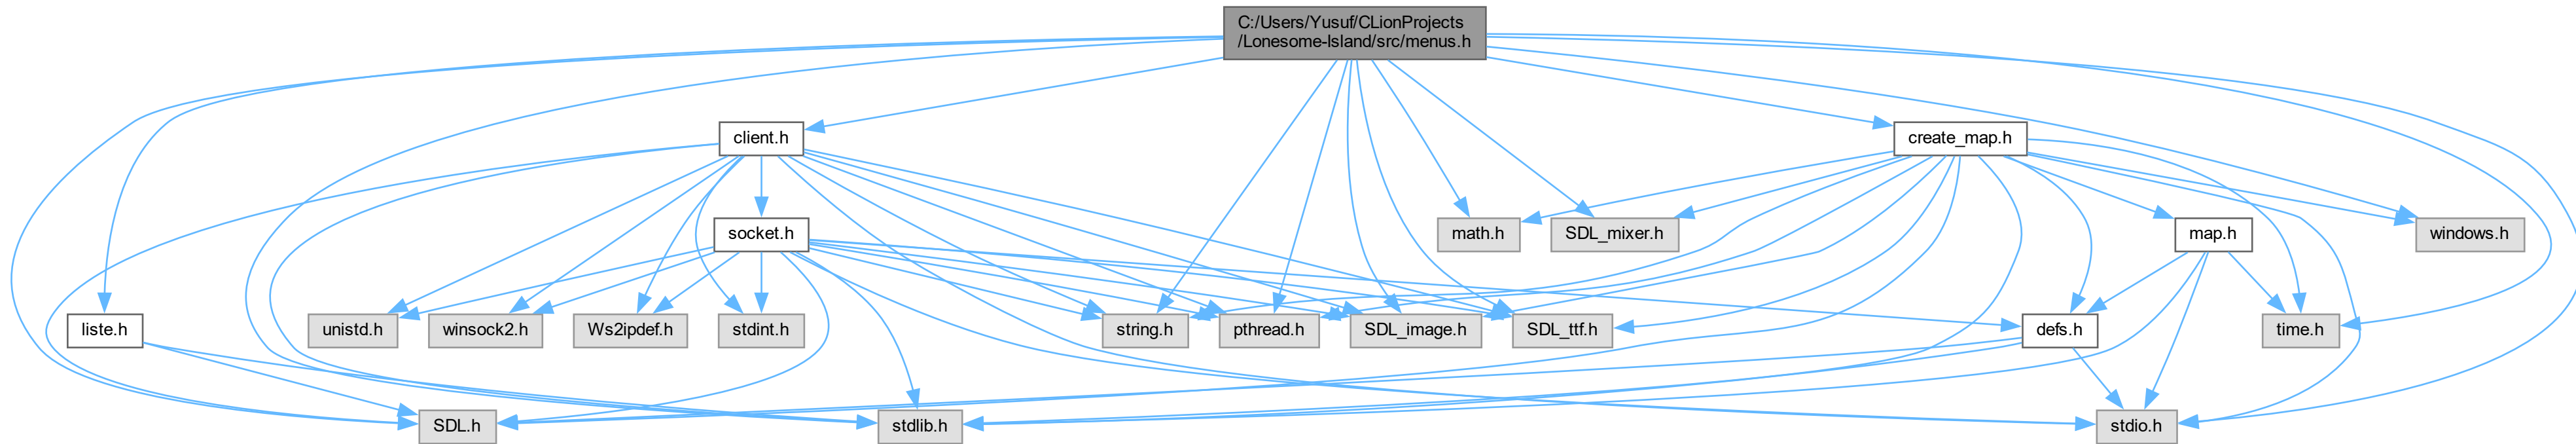 C:/Users/Yusuf/CLionProjects
/Lonesome-Island/src/menus.h
client.h
create_map.h
socket.h
math.h
SDL_mixer.h
map.h
windows.h
liste.h
unistd.h
winsock2.h
Ws2ipdef.h
stdint.h
string.h
pthread.h
SDL_image.h
SDL_ttf.h
defs.h
time.h
SDL.h
stdlib.h
stdio.h